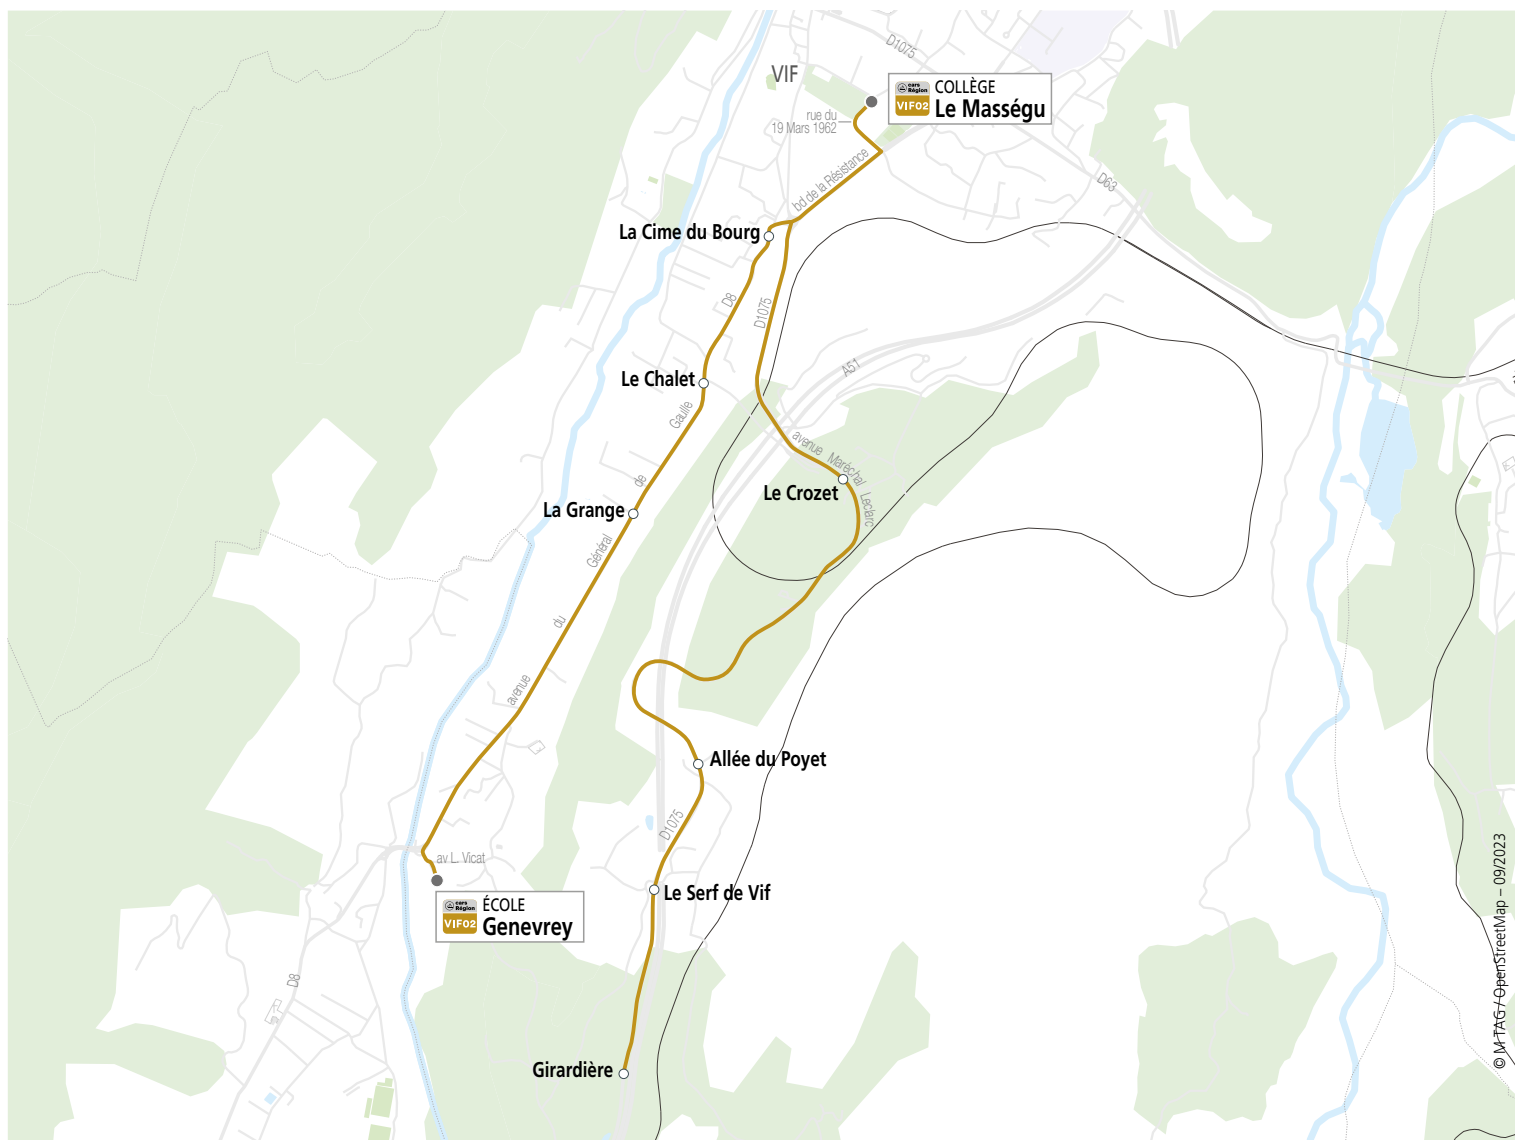 D1075
VIF
cars
Région
VIF02
COLLÈGE
Le Masségu
rue du
19 Mars 1962
bd de la Résistance
D63
La Cime du Bourg
D8
D1075
A51
Le Chalet
avenue Maréchal Leclarc
Le Crozet
La Grange
avenue du Général de Gaulle
Allée du Poyet
D1075
av L. Vicat
Le Serf de Vif
cars
Région
VIF02
ÉCOLE
Genevrey
D8
Girardière
© M TAG / OpenStreetMap – 09/2023